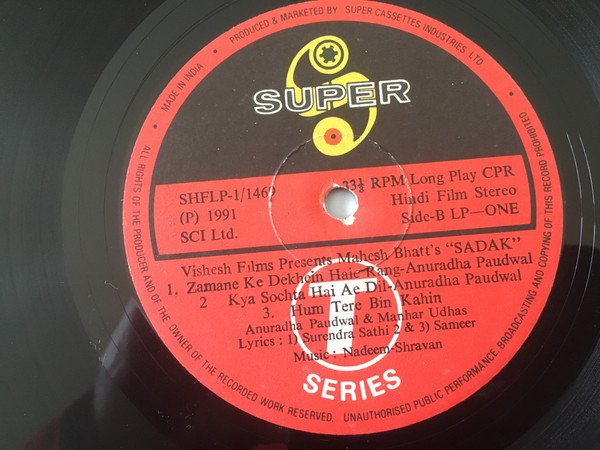 • MADE IN INDIA • PRODUCED & MARKETED BY SUPER CASSETTES INDUSTRIES. LTD
SUPER
SHFLP-1/1469
(P) 1991
SCI Ltd.
33⅓ RPM Long Play CPR
Hindi Film Stereo
Side-B LP—ONE
Vishesh Films Presents Mahesh Bhatt's "SADAK"
1. Zamane Ke Dekhein Haie Rang-Anuradha Paudwal
2 Kya Sochta Hai Ae Dil-Anuradha Paudwal
3. Hum Tere Bin Kahin
Anuradha Paudwal & Manhar Udhas
Lyrics : 1) Surendra Sathi 2 & 3) Sameer
Music : Nadeem-Shravan
T
SERIES
ALL RIGHTS OF THE PRODUCER AND OF THE OWNER OF THE RECORDED WORK RESERVED. UNAUTHORISED PUBLIC PERFORMANCE, BROADCASTING AND COPYING OF THIS RECORD PROHIBITED